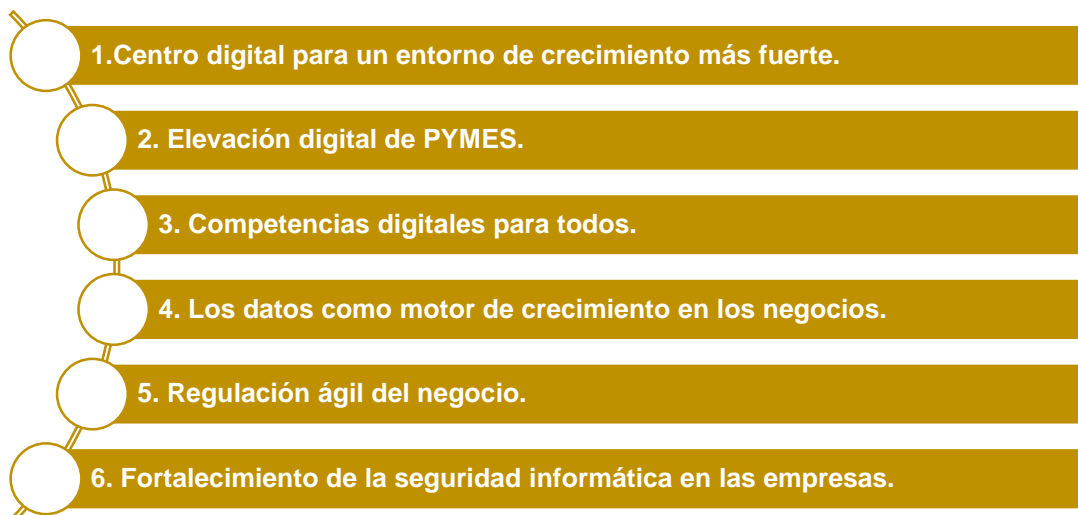 1.Centro digital para un entorno de crecimiento más fuerte.
2. Elevación digital de PYMES.
3. Competencias digitales para todos.
4. Los datos como motor de crecimiento en los negocios.
5. Regulación ágil del negocio.
6. Fortalecimiento de la seguridad informática en las empresas.